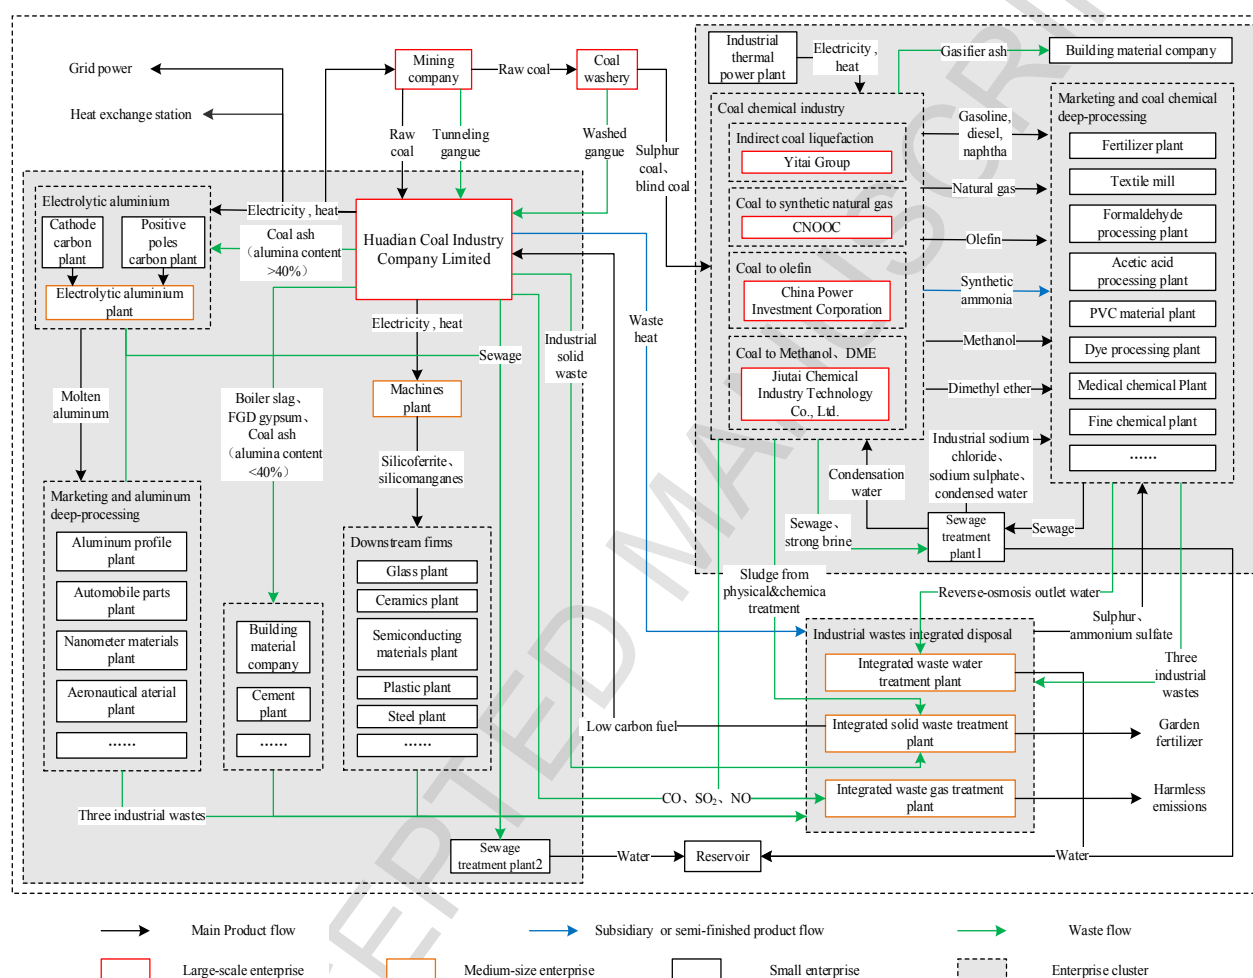 Grid power
Heat exchange station
Mining
company
Raw coal
Coal
washery
Raw
coal
Tunneling
gangue
Washed
gangue
Sulphur
coal、
blind coal
Industrial
thermal
power plant
Electricity ,
heat
Gasifier ash
Building material company
Coal chemical industry
Indirect coal liquefaction
Yitai Group
Coal to synthetic natural gas
CNOOC
Coal to olefin
China Power
Investment Corporation
Coal to Methanol、DME
Jiutai Chemical
Industry Technology
Co., Ltd.
Gasoline,
diesel,
naphtha
Natural gas
Olefin
Synthetic
ammonia
Methanol
Dimethyl ether
Marketing and coal chemical
deep-processing
Fertilizer plant
Textile mill
Formaldehyde
processing plant
Acetic acid
processing plant
PVC material plant
Dye processing plant
Medical chemical Plant
Fine chemical plant
······
Electrolytic aluminium
Cathode
carbon
plant
Positive
poles
carbon plant
Electrolytic aluminium
plant
Electricity , heat
Coal ash
（alumina content
>40%）
Huadian Coal Industry
Company Limited
Electricity , heat
Sewage
Industrial
solid
waste
Waste
heat
Molten
aluminum
Boiler slag、
FGD gypsum、
Coal ash
（alumina content
<40%）
Machines
plant
Silicoferrite、
silicomanganes
Marketing and aluminum
deep-processing
Aluminum profile
plant
Automobile parts
plant
Nanometer materials
plant
Aeronautical aterial
plant
······
Building
material
company
Cement
plant
······
Downstream firms
Glass plant
Ceramics plant
Semiconducting
materials plant
Plastic plant
Steel plant
······
Condensation
water
Industrial sodium
chloride、
sodium sulphate、
condensed water
Sewage、
strong brine
Sewage
treatment
plant1
Sewage
Sludge from
physical&chemica
treatment
Reverse-osmosis outlet water
Sulphur、
ammonium sulfate
Three
industrial
wastes
Industrial wastes integrated disposal
Integrated waste water
treatment plant
Integrated solid waste treatment
plant
Integrated waste gas treatment
plant
Low carbon fuel
Garden
fertilizer
CO、SO₂、NO
Harmless
emissions
Three industrial wastes
Sewage
treatment plant2
Water
Reservoir
Water
Main Product flow
Subsidiary or semi-finished product flow
Waste flow
Large-scale enterprise
Medium-size enterprise
Small enterprise
Enterprise cluster